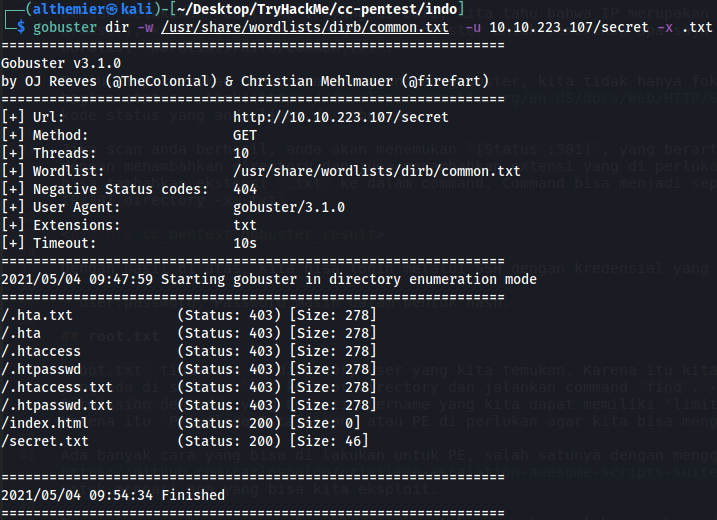 ┌──(althemier㉿kali)-[~/Desktop/TryHackMe/cc-pentest/indo]
└─$ gobuster dir -w /usr/share/wordlists/dirb/common.txt -u 10.10.223.107/secret -x .txt
===============================================================
Gobuster v3.1.0
by OJ Reeves (@TheColonial) & Christian Mehlmauer (@firefart)
===============================================================
[+] Url: http://10.10.223.107/secret
[+] Method: GET
[+] Threads: 10
[+] Wordlist: /usr/share/wordlists/dirb/common.txt
[+] Negative Status codes: 404
[+] User Agent: gobuster/3.1.0
[+] Extensions: txt
[+] Timeout: 10s
===============================================================
2021/05/04 09:47:59 Starting gobuster in directory enumeration mode
===============================================================
/.hta.txt (Status: 403) [Size: 278]
/.hta (Status: 403) [Size: 278]
/.htaccess (Status: 403) [Size: 278]
/.htpasswd (Status: 403) [Size: 278]
/.htaccess.txt (Status: 403) [Size: 278]
/.htpasswd.txt (Status: 403) [Size: 278]
/index.html (Status: 200) [Size: 0]
/secret.txt (Status: 200) [Size: 46]
===============================================================
2021/05/04 09:54:34 Finished
===============================================================